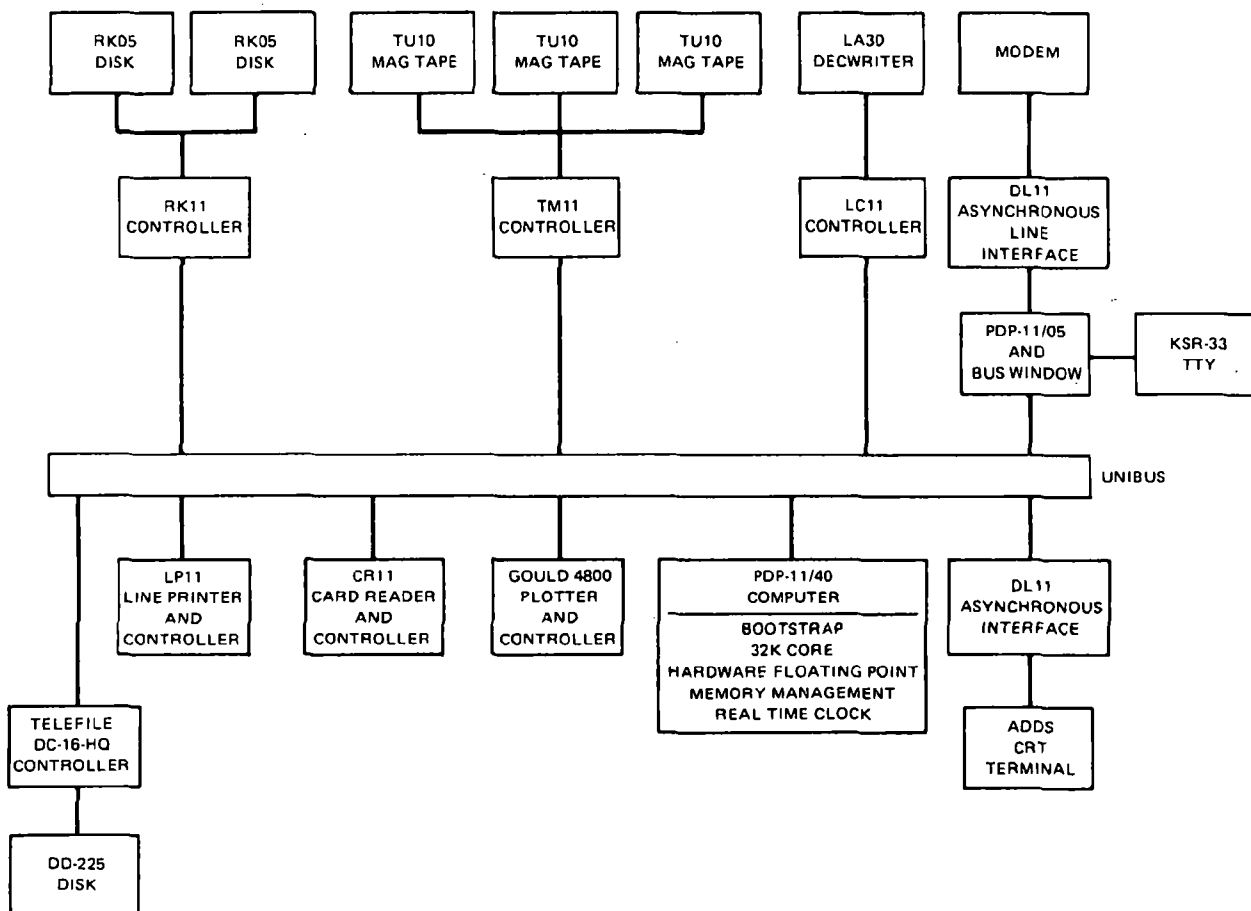 RK05
DISK
RK05
DISK
TU10
MAG TAPE
TU10
MAG TAPE
TU10
MAG TAPE
LA30
DECWRITER
MODEM
RK11
CONTROLLER
TM11
CONTROLLER
LC11
CONTROLLER
DL11
ASYNCHRONOUS
LINE
INTERFACE
PDP-11/05
AND
BUS WINDOW
KSR-33
TTY
UNIBUS
LP11
LINE PRINTER
AND
CONTROLLER
CR11
CARD READER
AND
CONTROLLER
GOULD 4800
PLOTTER
AND
CONTROLLER
PDP-11/40
COMPUTER
BOOTSTRAP
32K CORE
HARDWARE FLOATING POINT
MEMORY MANAGEMENT
REAL TIME CLOCK
DL11
ASYNCHRONOUS
INTERFACE
TELEFILE
DC-16-HQ
CONTROLLER
ADDS
CRT
TERMINAL
DD-225
DISK